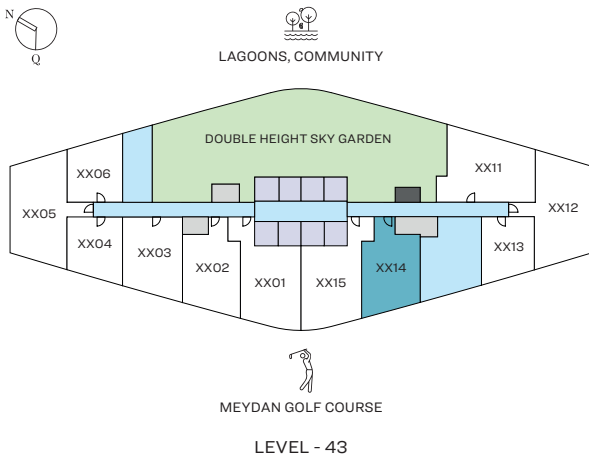 N
Q
LAGOONS, COMMUNITY
DOUBLE HEIGHT SKY GARDEN
XX06
XX11
XX05
XX12
XX04
XX03
XX02
XX01
XX15
XX14
XX13
MEYDAN GOLF COURSE
LEVEL - 43